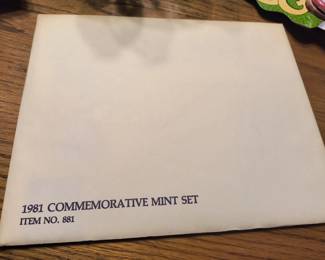 1981 COMMEMORATIVE MINT SET
ITEM NO. 881